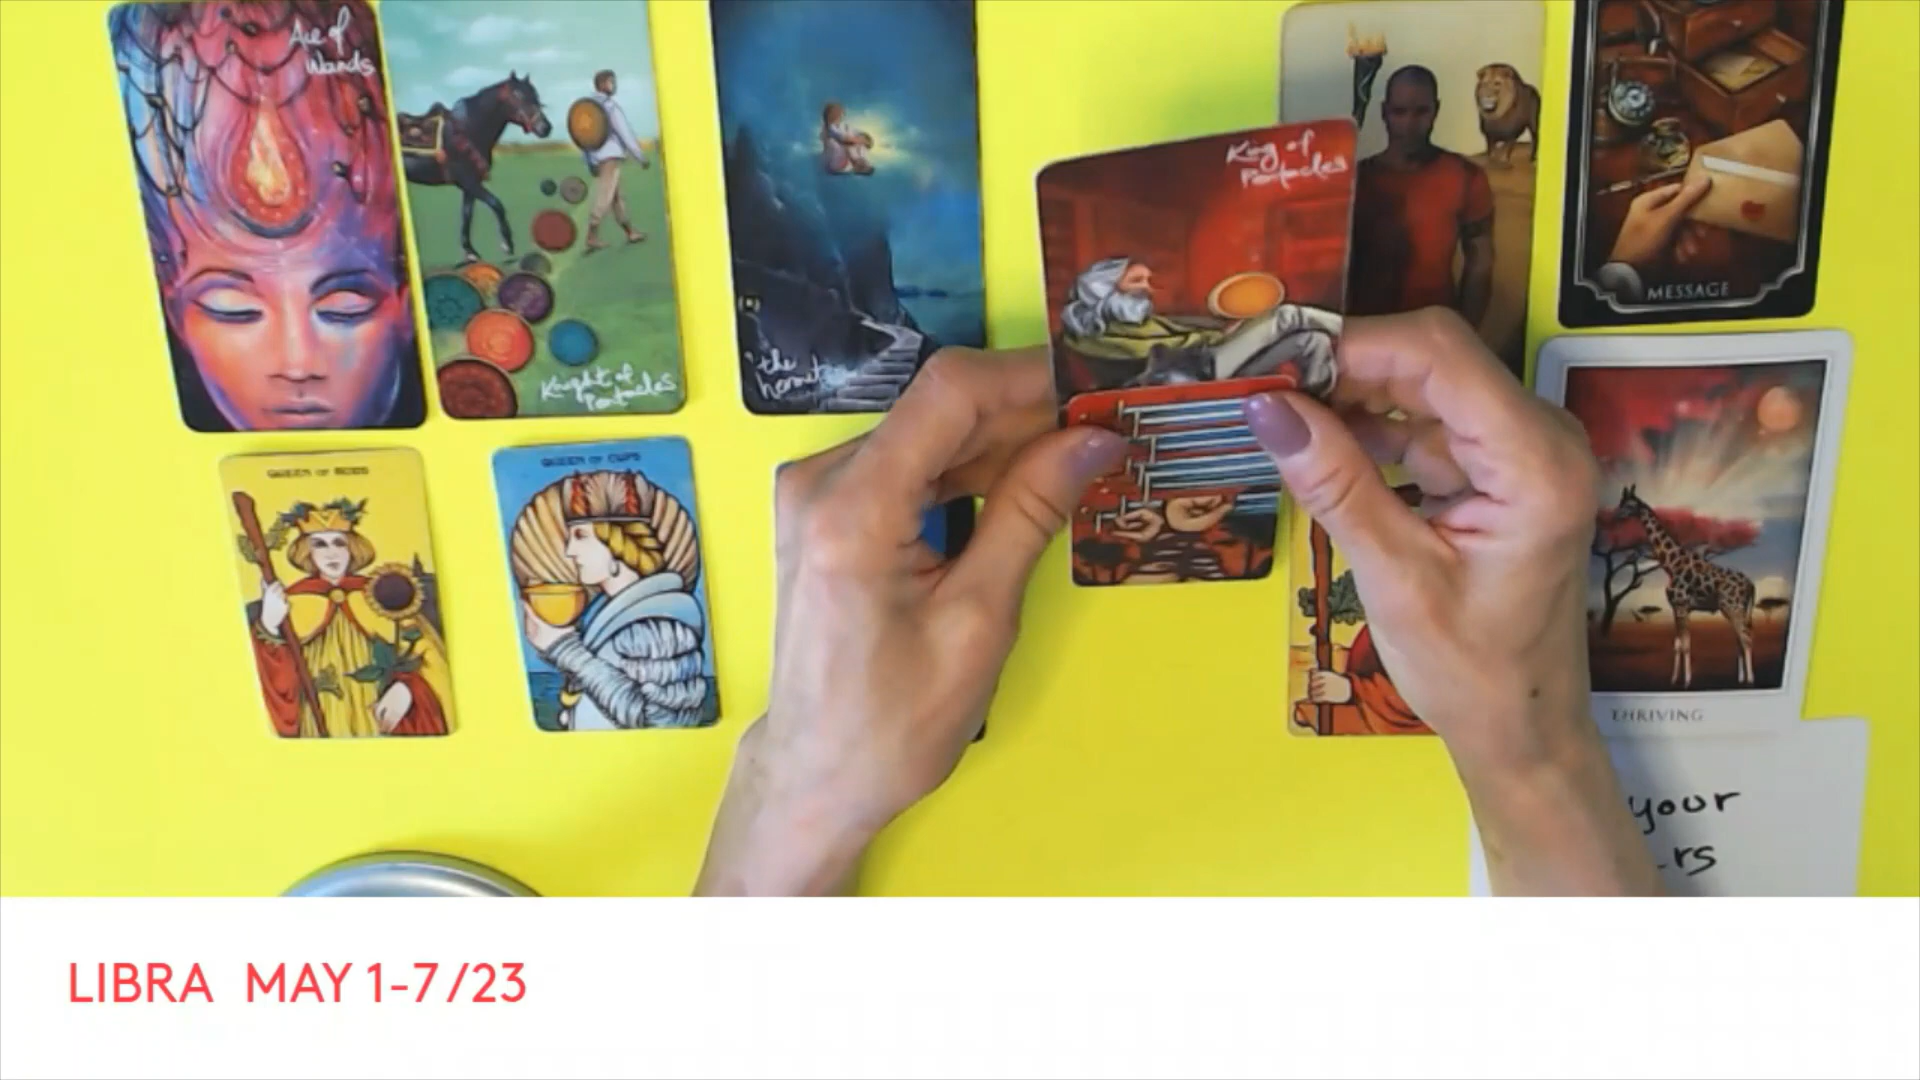 Ace of
Wands
Knight of
Pentacles
the
hermit
King of
Pentacles
MESSAGE
QUEEN OF RODS
QUEEN OF CUPS
THRIVING
your
LIBRA MAY 1-7/23